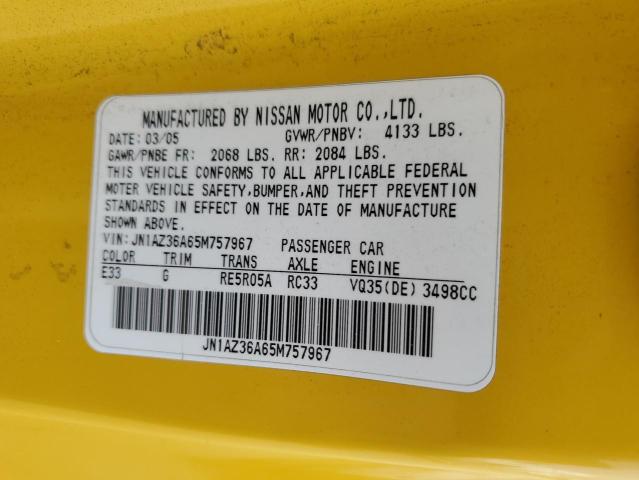 MANUFACTURED BY NISSAN MOTOR CO.,LTD.
DATE: 03/05 GVWR/PNBV: 4133 LBS.
GAWR/PNBE FR: 2068 LBS. RR: 2084 LBS.
THIS VEHICLE CONFORMS TO ALL APPLICABLE FEDERAL
MOTER VEHICLE SAFETY,BUMPER,AND THEFT PREVENTION
STANDARDS IN EFFECT ON THE DATE OF MANUFACTURE
SHOWN ABOVE.
VIN:JN1AZ36A65M757967 PASSENGER CAR
COLOR TRIM TRANS AXLE ENGINE
E33 G RE5R05A RC33 VQ35(DE) 3498CC
JN1AZ36A65M757967